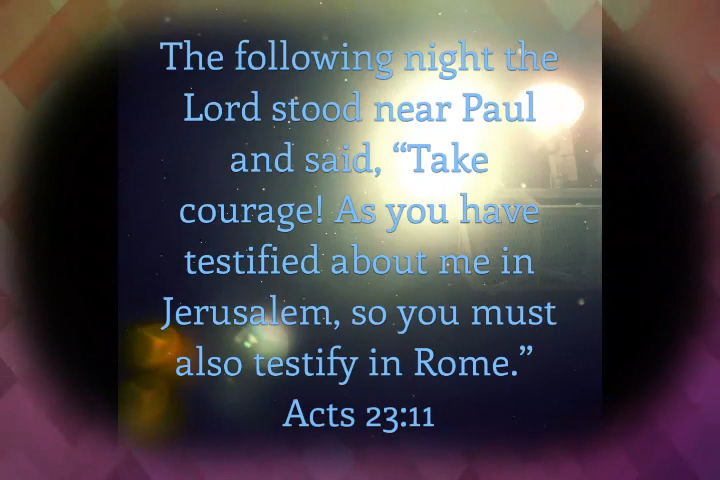 The following night the
Lord stood near Paul
and said, “Take
courage! As you have
testified about me in
Jerusalem, so you must
also testify in Rome.”
Acts 23:11